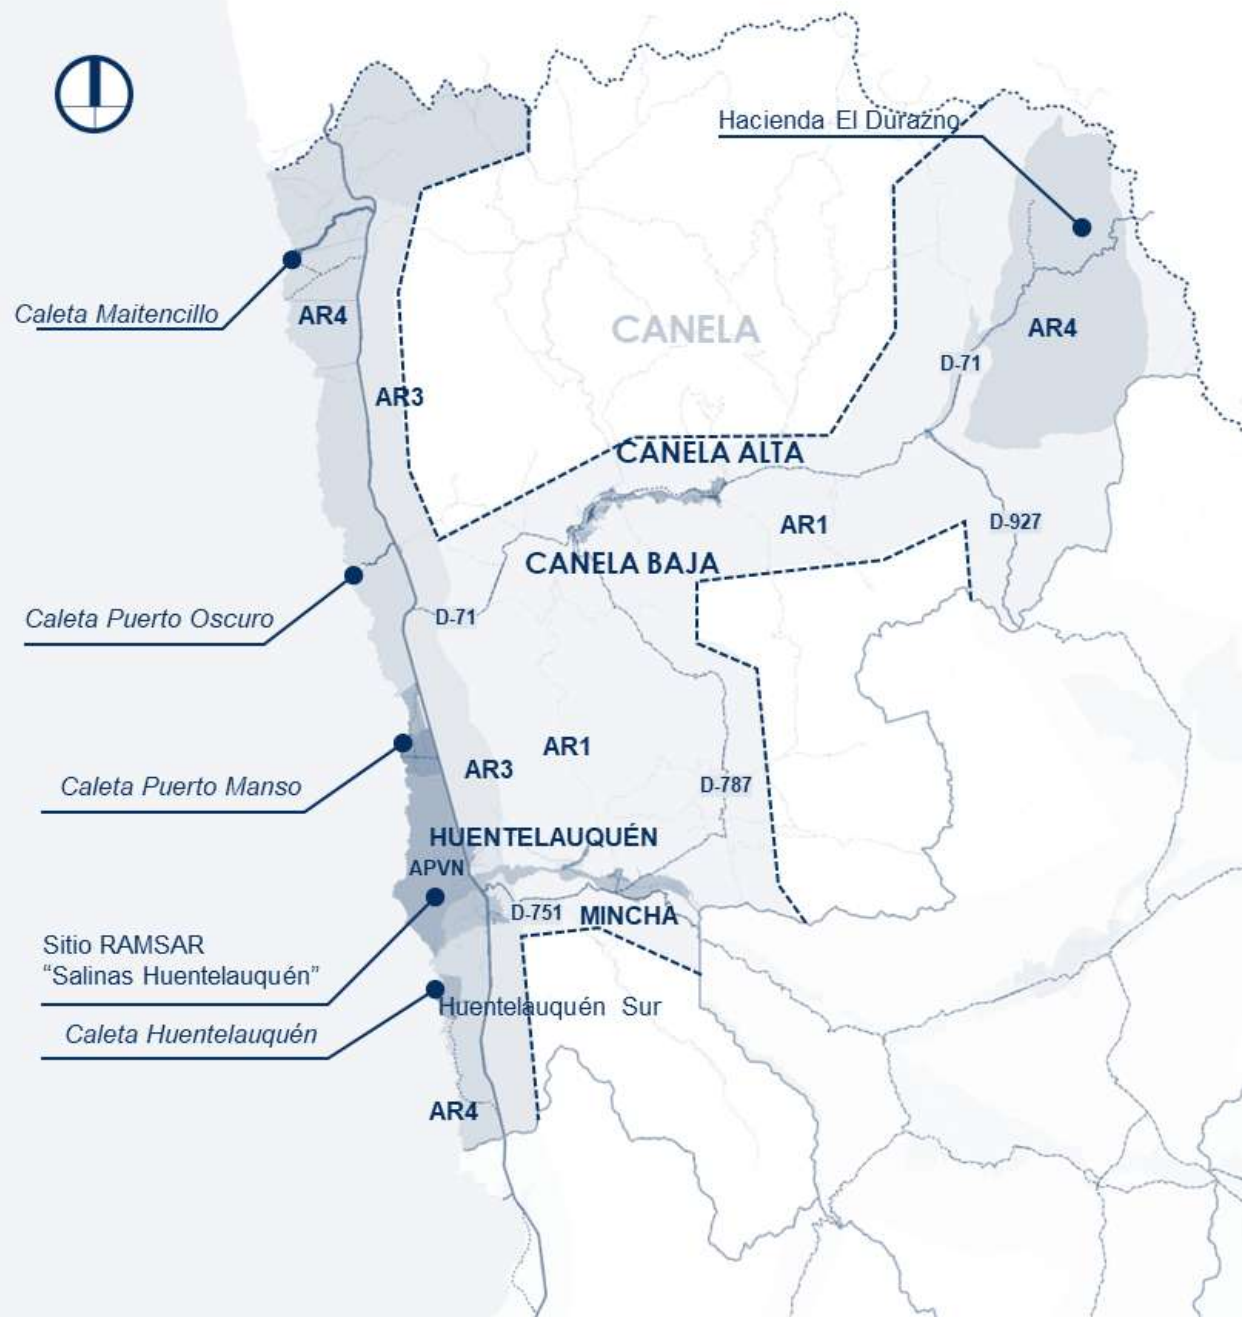 Hacienda El Durazno
Caleta Maitencillo
AR4
CANELA
AR4
D-71
AR3
CANELA ALTA
AR1
D-927
CANELA BAJA
Caleta Puerto Oscuro
D-71
AR1
AR3
Caleta Puerto Manso
D-787
HUENTELAUQUÉN
APVN
D-751
MINCHA
Sitio RAMSAR
“Salinas Huentelauquén”
Huentelauquén Sur
Caleta Huentelauquén
AR4